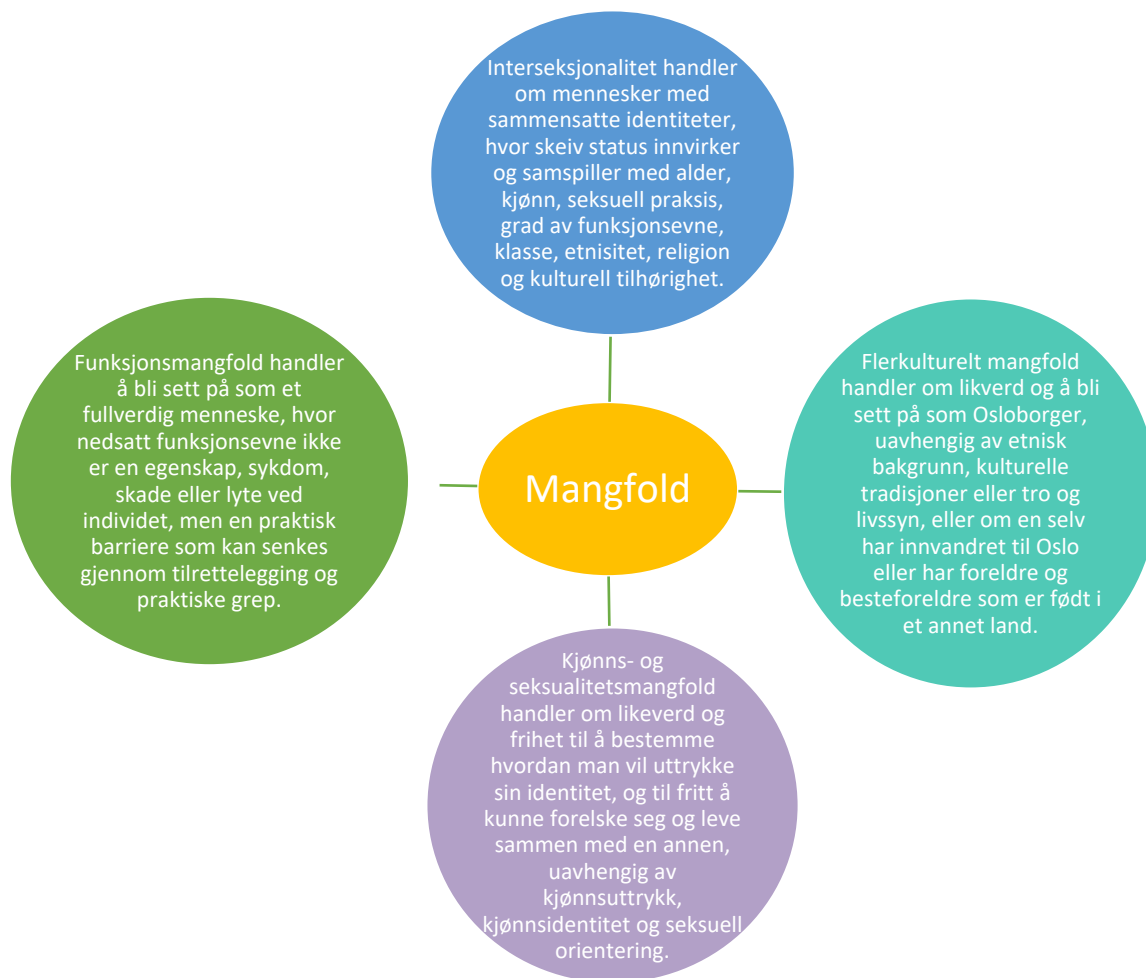 Interseksjonalitet handler
om mennesker med
sammensatte identiteter,
hvor skeiv status innvirker
og samspiller med alder,
kjønn, seksuell praksis,
grad av funksjonsevne,
klasse, etnisitet, religion
og kulturell tilhørighet.
Funksjonsmangfold handler
å bli sett på som et
fullverdig menneske, hvor
nedsatt funksjonsevne ikke
er en egenskap, sykdom,
skade eller lyte ved
individet, men en praktisk
barriere som kan senkes
gjennom tilrettelegging og
praktiske grep.
Mangfold
Flerkulturelt mangfold
handler om likverd og å bli
sett på som Osloborger,
uavhengig av etnisk
bakgrunn, kulturelle
tradisjoner eller tro og
livssyn, eller om en selv
har innvandret til Oslo
eller har foreldre og
besteforeldre som er født i
et annet land.
Kjønns- og
seksualitetsmangfold
handler om likeverd og
frihet til å bestemme
hvordan man vil uttrykke
sin identitet, og til fritt å
kunne forelske seg og leve
sammen med en annen,
uavhengig av
kjønnsuttrykk,
kjønnsidentitet og seksuell
orientering.